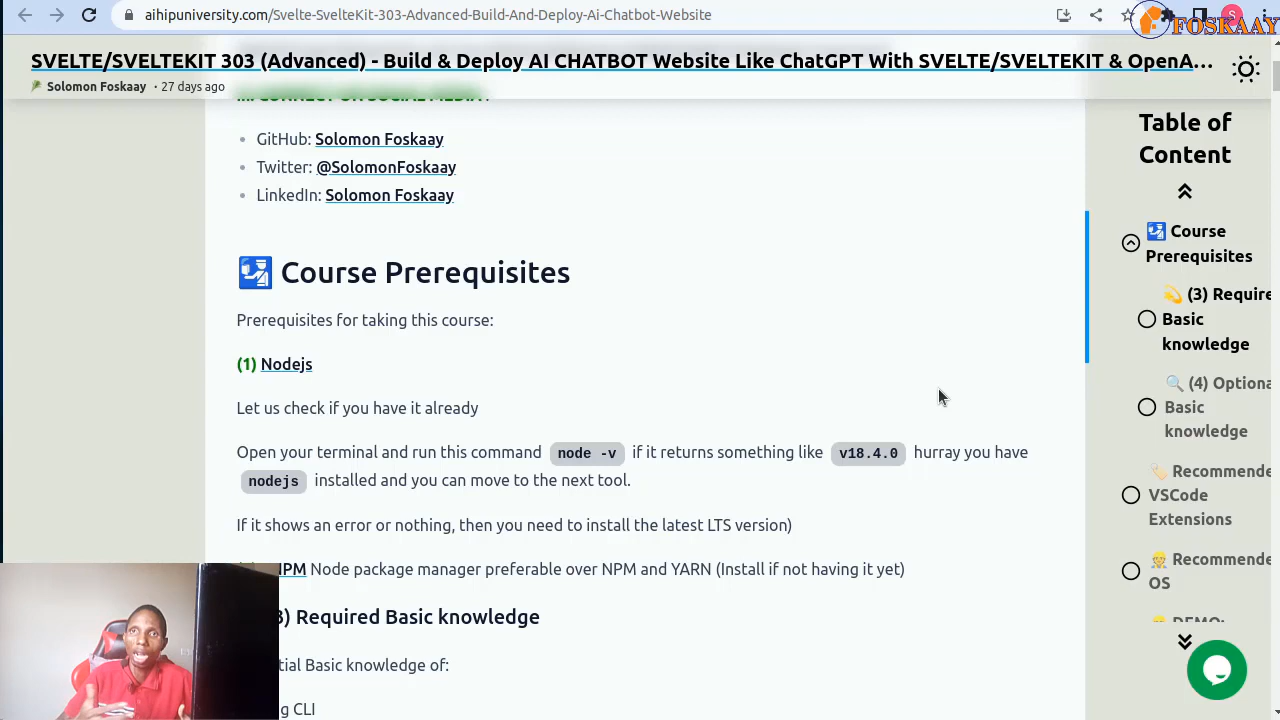 aihipuniversity.com/Svelte-SvelteKit-303-Advanced-Build-And-Deploy-Ai-Chatbot-Website
S
FOSKAAY
SVELTE/SVELTEKIT 303 (Advanced) - Build & Deploy AI CHATBOT Website Like ChatGPT With SVELTE/SVELTEKIT & OpenA...
Solomon Foskaay • 27 days ago
CONNECT ON SOCIAL MEDIA
• GitHub: Solomon Foskaay
• Twitter: @SolomonFoskaay
• LinkedIn: Solomon Foskaay
Course Prerequisites
Prerequisites for taking this course:
(1) Nodejs
Let us check if you have it already
Open your terminal and run this command node -v if it returns something like v18.4.0 hurray you have
nodejs installed and you can move to the next tool.
If it shows an error or nothing, then you need to install the latest LTS version)
NPM Node package manager preferable over NPM and YARN (Install if not having it yet)
3) Required Basic knowledge
tial Basic knowledge of:
g CLI
Table of
Content
Course
Prerequisites
(3) Require
Basic
knowledge
(4) Optiona
Basic
knowledge
Recommende
VSCode
Extensions
Recommende
OS
DEMO: